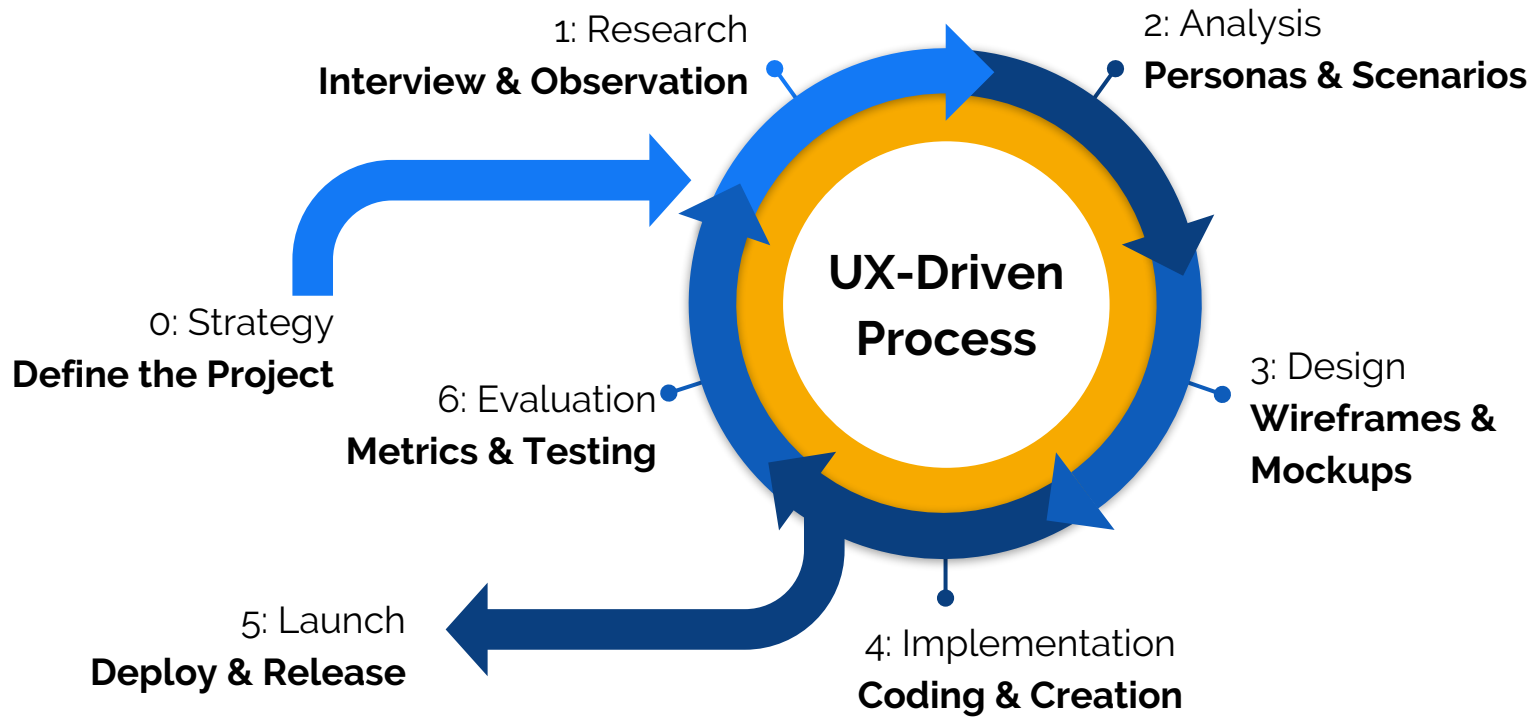 1: Research
Interview & Observation
2: Analysis
Personas & Scenarios
UX-Driven
Process
0: Strategy
Define the Project
3: Design
Wireframes &
Mockups
6: Evaluation
Metrics & Testing
5: Launch
Deploy & Release
4: Implementation
Coding & Creation